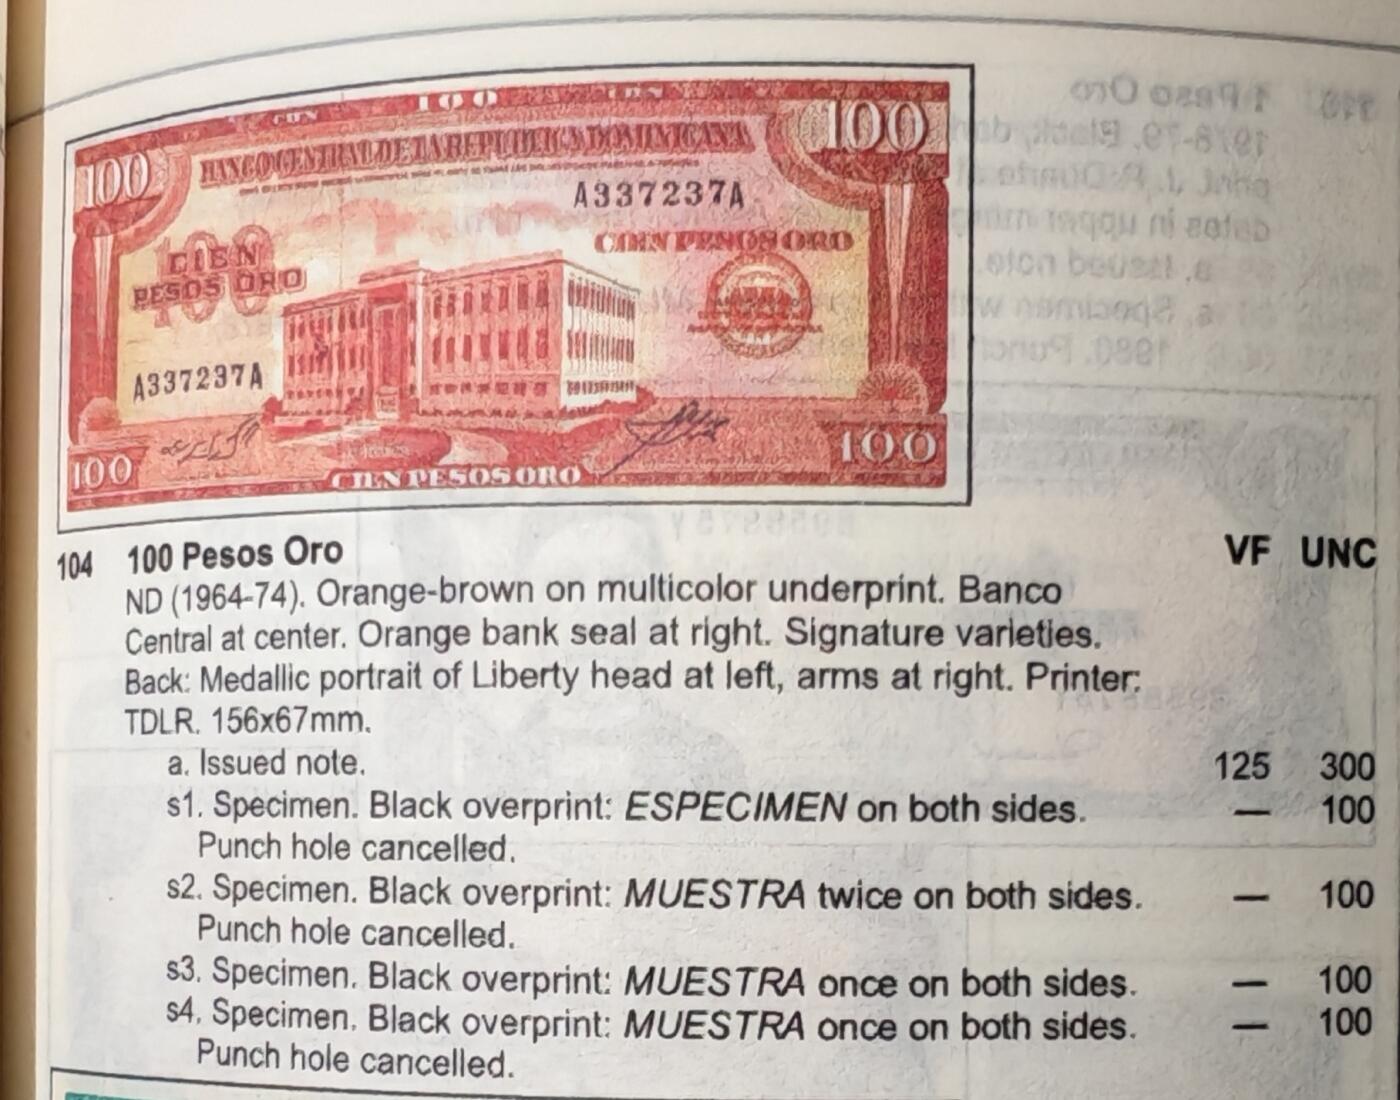 100
CDN
CDN
100
BANCO CENTRAL DE LA REPUBLICA DOMINICANA
100
A337237A
CIEN PESOS ORO
CIEN
PESOS ORO
100
A337237A
100
CIEN PESOS ORO
100
104 100 Pesos Oro VF UNC
ND (1964-74). Orange-brown on multicolor underprint. Banco
Central at center. Orange bank seal at right. Signature varieties.
Back: Medallic portrait of Liberty head at left, arms at right. Printer:
TDLR. 156x67mm.
a. Issued note. 125 300
s1. Specimen. Black overprint: ESPECIMEN on both sides. — 100
Punch hole cancelled.
s2. Specimen. Black overprint: MUESTRA twice on both sides. — 100
Punch hole cancelled.
s3. Specimen. Black overprint: MUESTRA once on both sides. — 100
s4. Specimen. Black overprint: MUESTRA once on both sides. — 100
Punch hole cancelled.